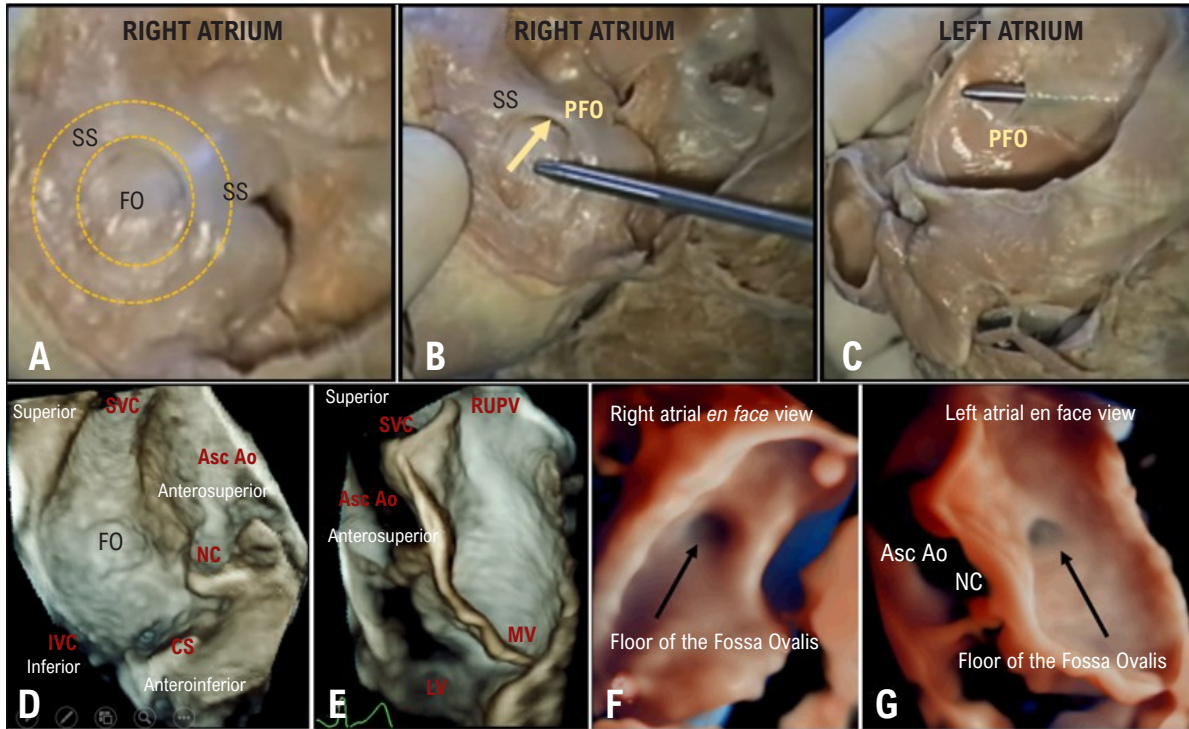 RIGHT ATRIUM
SS
FO
SS
A
RIGHT ATRIUM
SS
PFO
B
LEFT ATRIUM
PFO
C
Superior
SVC
Asc Ao
Anterosuperior
FO
NC
IVC
CS
Inferior
Anteroinferior
D
Superior
RUPV
SVC
Asc Ao
Anterosuperior
MV
LV
E
Right atrial en face view
Floor of the Fossa Ovalis
F
Left atrial en face view
Asc Ao
NC
Floor of the Fossa Ovalis
G